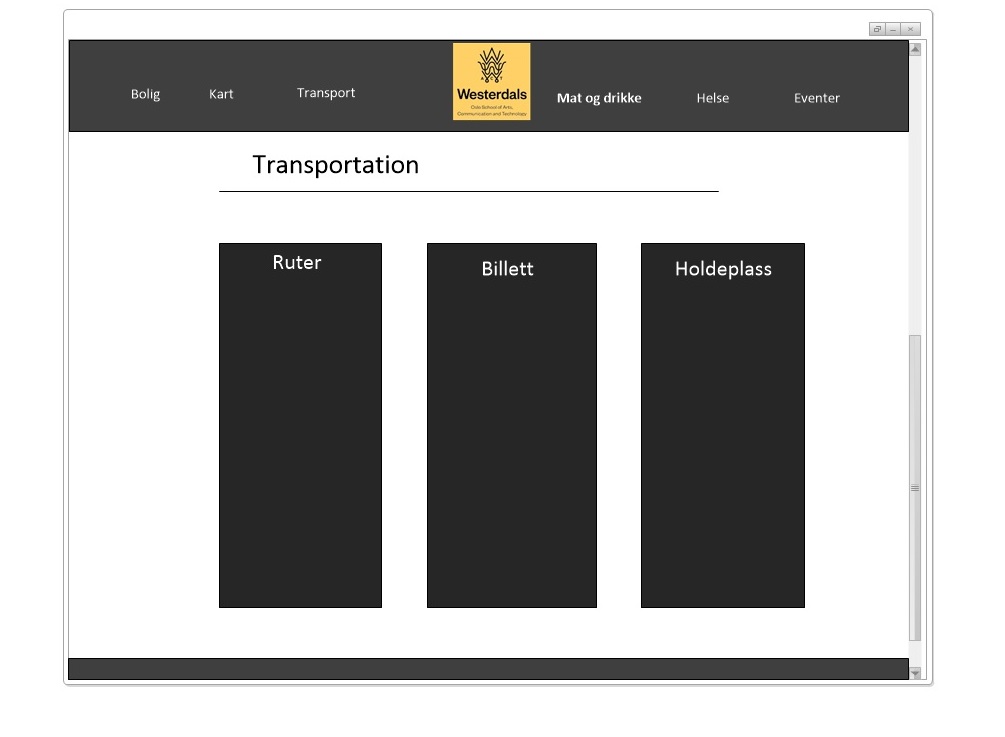 Bolig
Kart
Transport
ACT
Westerdals
Oslo School of Arts,
Communication and Technology
Mat og drikke
Helse
Eventer
Transportation
Ruter
Billett
Holdeplass